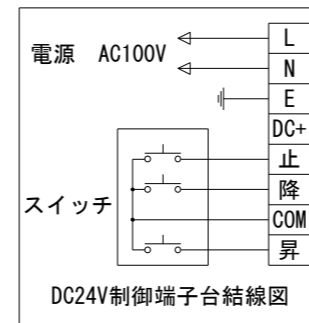 電源 AC100V
L
N
E
DC+
止
降
COM
昇
スイッチ
DC24V制御端子台結線図